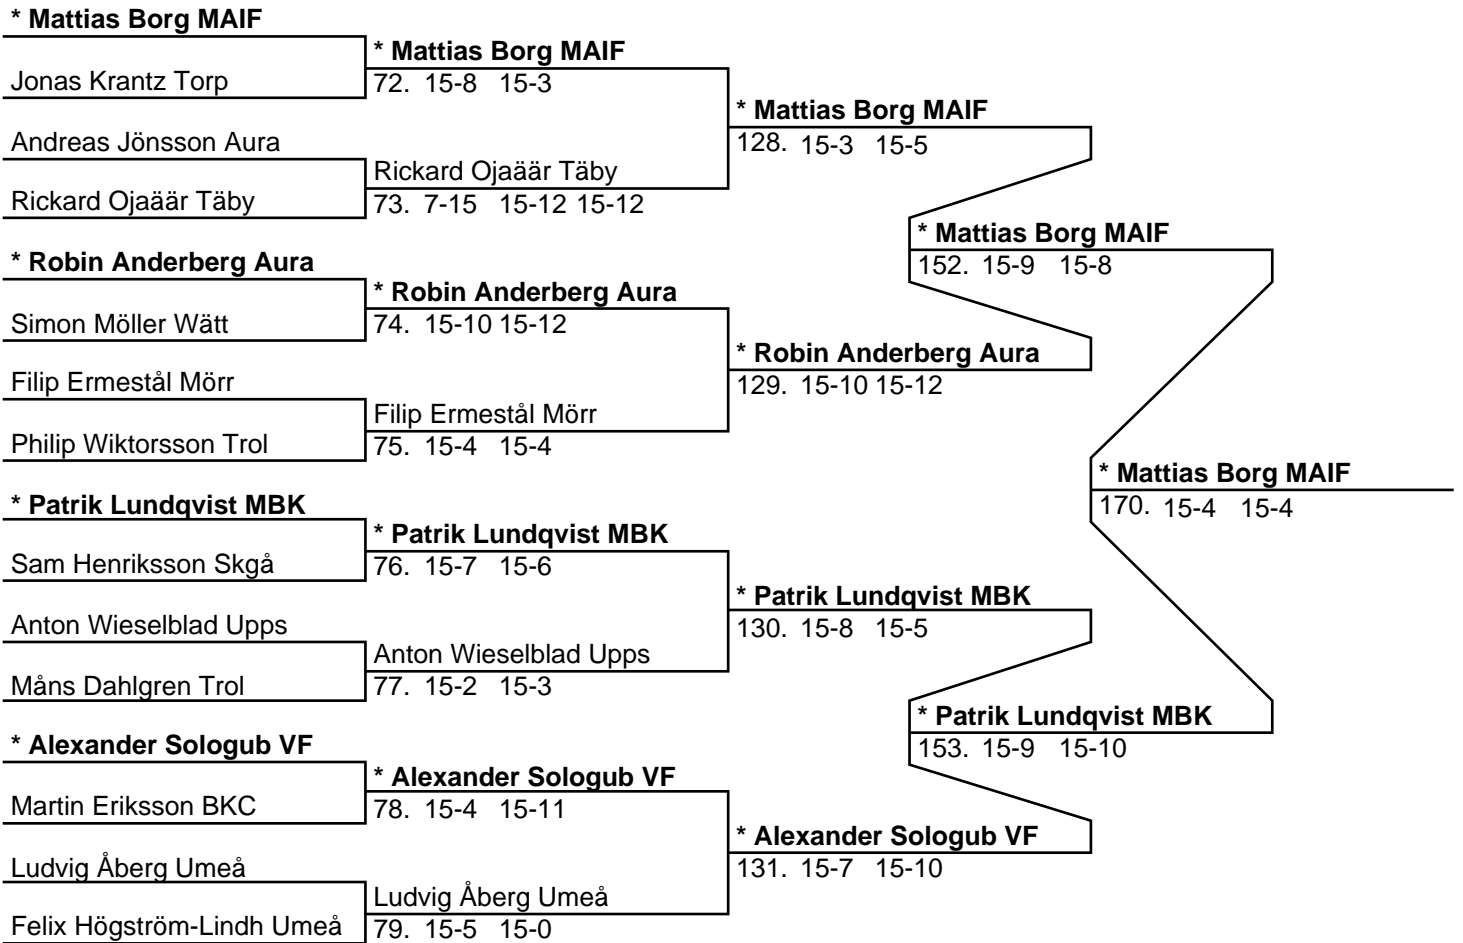 * Mattias Borg MAIF
Jonas Krantz Torp
Andreas Jönsson Aura
Rickard Ojaäär Täby
* Robin Anderberg Aura
Simon Möller Wätt
Filip Ermestål Mörr
Philip Wiktorsson Trol
* Patrik Lundqvist MBK
Sam Henriksson Skgå
Anton Wieselblad Upps
Måns Dahlgren Trol
* Alexander Sologub VF
Martin Eriksson BKC
Ludvig Åberg Umeå
Felix Högström-Lindh Umeå
* Mattias Borg MAIF
72. 15-8 15-3
Rickard Ojaäär Täby
73. 7-15 15-12 15-12
* Robin Anderberg Aura
74. 15-10 15-12
Filip Ermestål Mörr
75. 15-4 15-4
* Patrik Lundqvist MBK
76. 15-7 15-6
Anton Wieselblad Upps
77. 15-2 15-3
* Alexander Sologub VF
78. 15-4 15-11
Ludvig Åberg Umeå
79. 15-5 15-0
* Mattias Borg MAIF
128. 15-3 15-5
* Robin Anderberg Aura
129. 15-10 15-12
* Patrik Lundqvist MBK
130. 15-8 15-5
* Alexander Sologub VF
131. 15-7 15-10
* Mattias Borg MAIF
152. 15-9 15-8
* Patrik Lundqvist MBK
153. 15-9 15-10
* Mattias Borg MAIF
170. 15-4 15-4